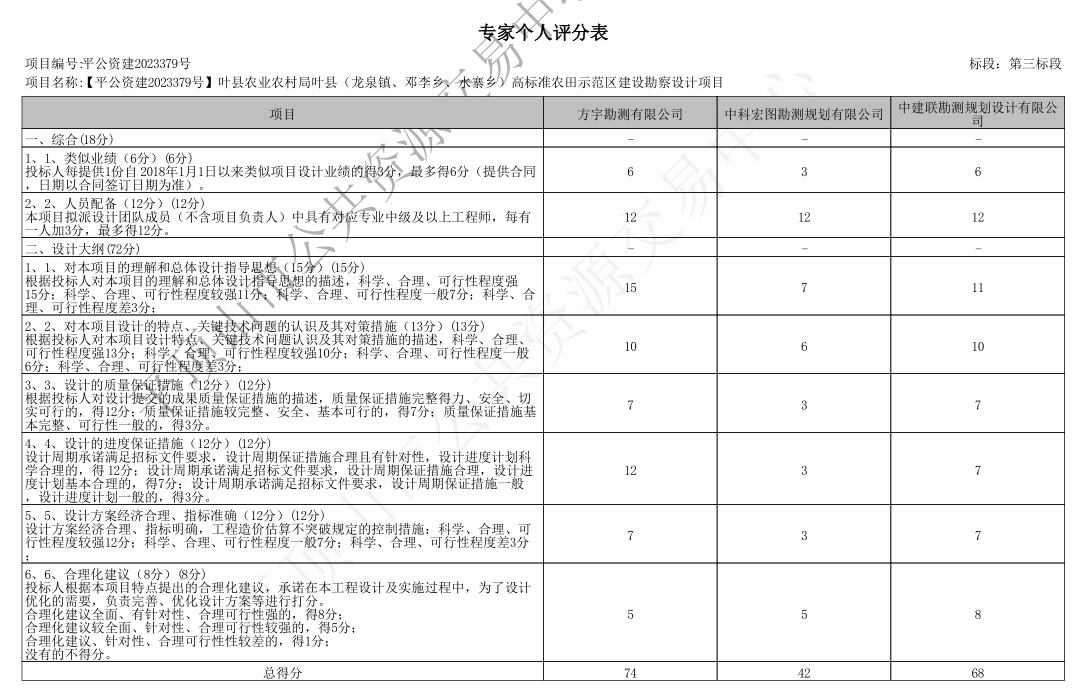 专家个人评分表
项目编号:平公资建2023379号
标段：第三标段
项目名称:【平公资建2023379号】叶县农业农村局叶县（龙泉镇、邓李乡、水寨乡）高标准农田示范区建设勘察设计项目
项目 方宇勘测有限公司 中科宏图勘测规划有限公司 中建联勘测规划设计有限公
司
一、综合(18分) - - -
1、1、类似业绩（6分）(6分)
投标人每提供1份自2018年1月1日以来类似项目设计业绩的得3分，最多得6分（提供合同
，日期以合同签订日期为准）。
6 3 6
2、2、人员配备（12分）(12分)
本项目拟派设计团队成员（不含项目负责人）中具有对应专业中级及以上工程师，每有
一人加3分，最多得12分。
12 12 12
二、设计大纲(72分) - - -
1、1、对本项目的理解和总体设计指导思想（15分）(15分)
根据投标人对本项目的理解和总体设计指导思想的描述，科学、合理、可行性程度强
15分；科学、合理、可行性程度较强11分；科学、合理、可行性程度一般7分；科学、合
理、可行性程度差3分；
15 7 11
2、2、对本项目设计的特点、关键技术问题的认识及其对策措施（13分）(13分)
根据投标人对本项目设计特点、关键技术问题认识及其对策措施的描述，科学、合理、
可行性程度强13分；科学、合理、可行性程度较强10分；科学、合理、可行性程度一般
6分；科学、合理、可行性程度差3分；
10 6 10
3、3、设计的质量保证措施（12分）(12分)
根据投标人对设计提交的成果质量保证措施的描述，质量保证措施完整得力、安全、切
实可行的，得12分；质量保证措施较完整、安全、基本可行的，得7分；质量保证措施基
本完整、可行性一般的，得3分。
7 3 7
4、4、设计的进度保证措施（12分）(12分)
设计周期承诺满足招标文件要求，设计周期保证措施合理且有针对性，设计进度计划科
学合理的，得12分；设计周期承诺满足招标文件要求，设计周期保证措施合理，设计进
度计划基本合理的，得7分；设计周期承诺满足招标文件要求，设计周期保证措施一般
，设计进度计划一般的，得3分。
12 3 7
5、5、设计方案经济合理、指标准确（12分）(12分)
设计方案经济合理、指标明确，工程造价估算不突破规定的控制措施：科学、合理、可
行性程度较强12分；科学、合理、可行性程度一般7分；科学、合理、可行性程度差3分
；
7 3 7
6、6、合理化建议（8分）(8分)
投标人根据本项目特点提出的合理化建议，承诺在本工程设计及实施过程中，为了设计
优化的需要，负责完善、优化设计方案等进行打分。
合理化建议全面、有针对性、合理可行性强的，得8分；
合理化建议较全面、针对性、合理可行性较强的，得5分；
合理化建议、针对性、合理可行性性较差的，得1分；
没有的不得分。
5 5 8
总得分 74 42 68
平顶山市公共资源交易中心
平顶山市公共资源交易中心